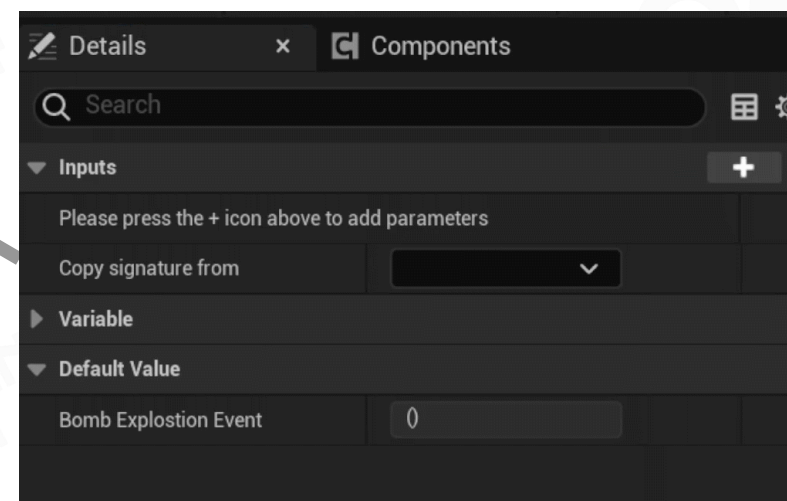 Details × Components
Search
Inputs +
Please press the + icon above to add parameters
Copy signature from
Variable
Default Value
Bomb Explostion Event ()